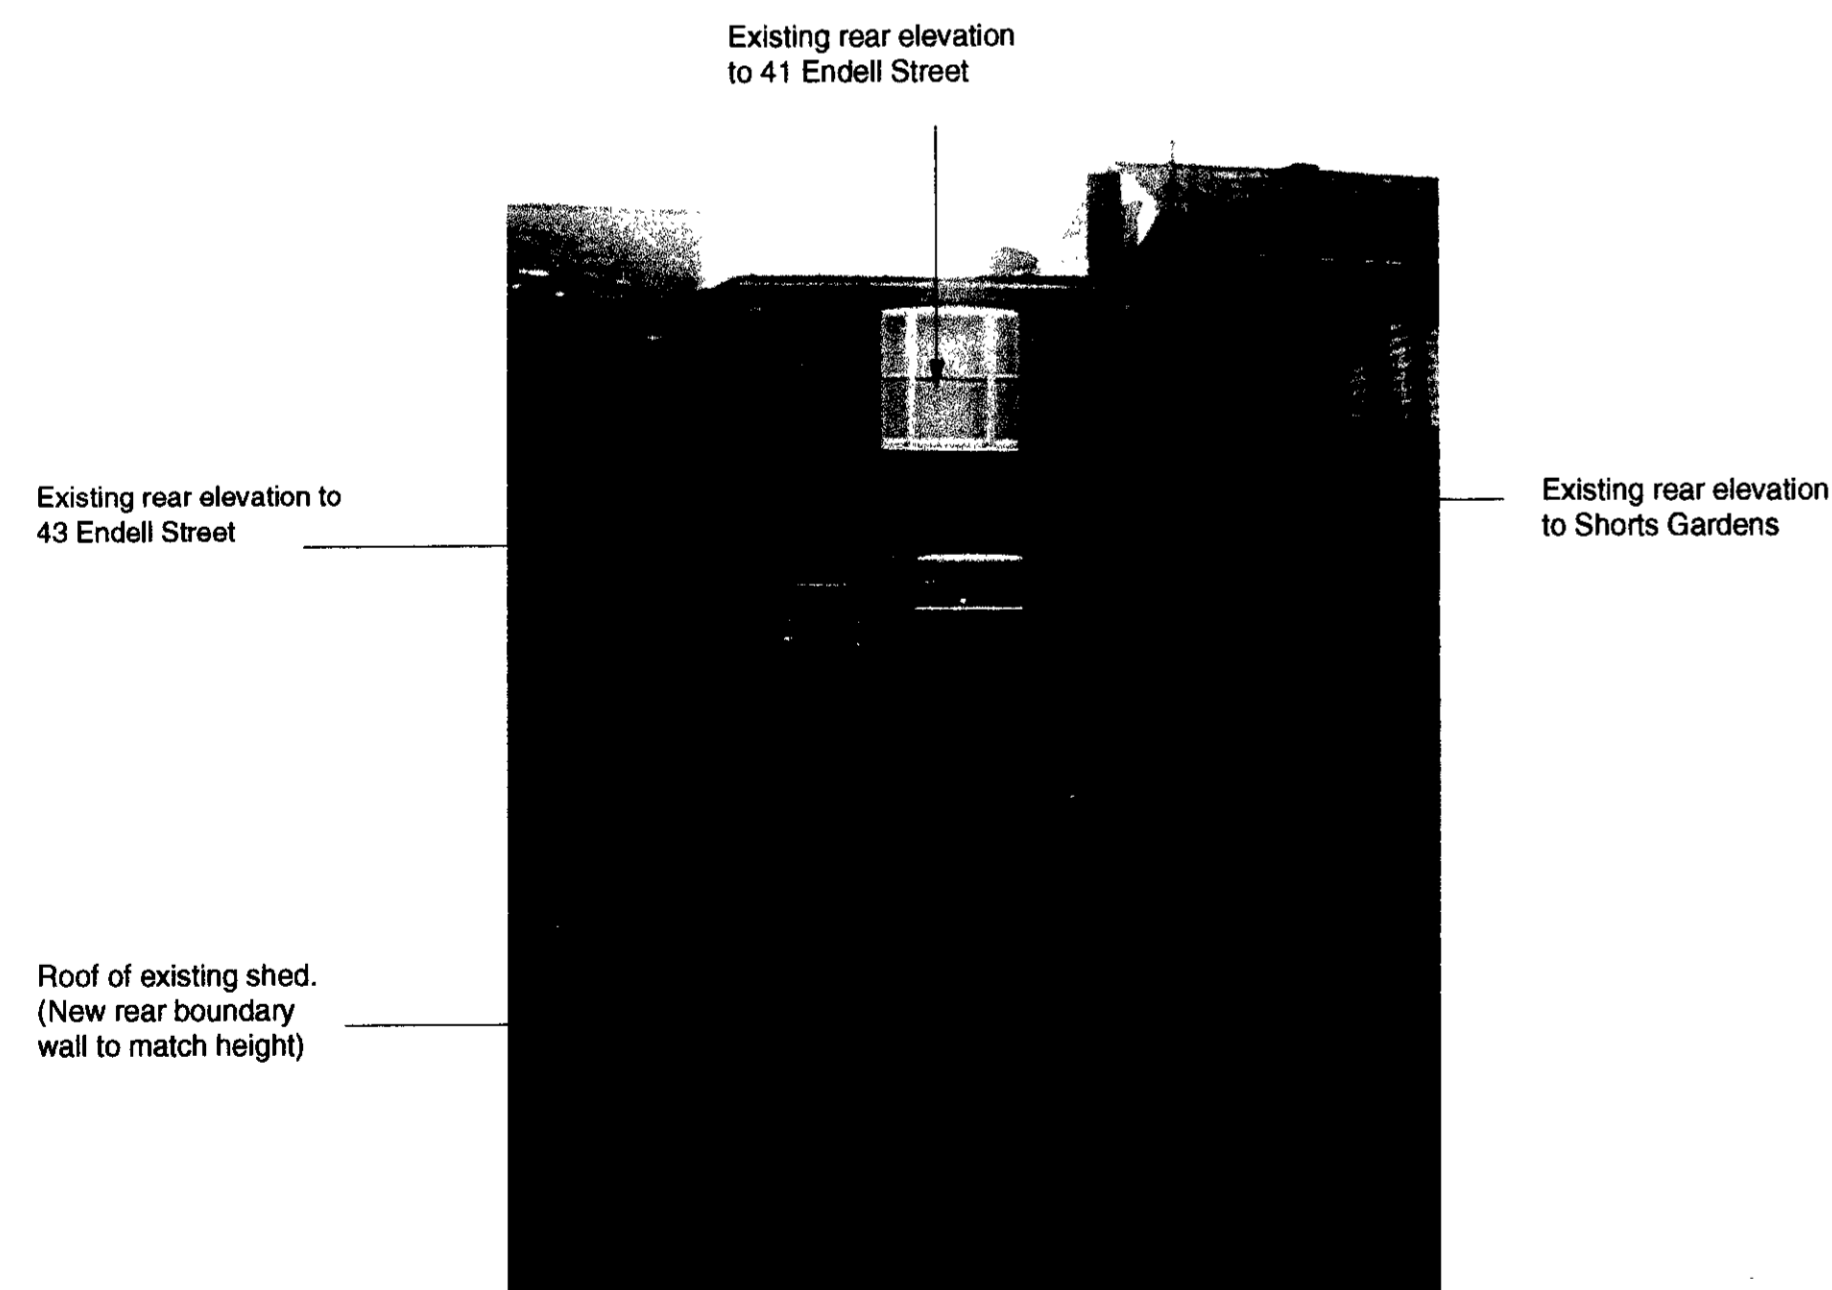 Existing rear elevation
to 41 Endell Street
Existing rear elevation to
43 Endell Street
Existing rear elevation
to Shorts Gardens
Roof of existing shed.
(New rear boundary
wall to match height)